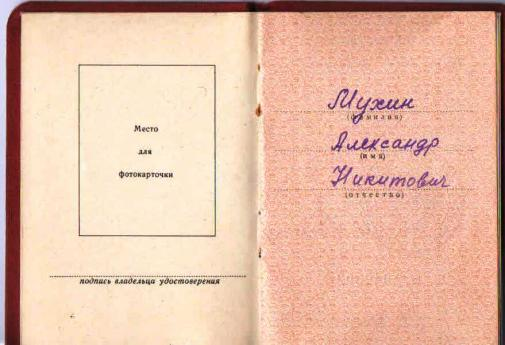 Место
для
фотокарточки
подпись владельца удостоверения
Мухин
(фамилия)
Александр
(имя)
Никитович
(отчество)